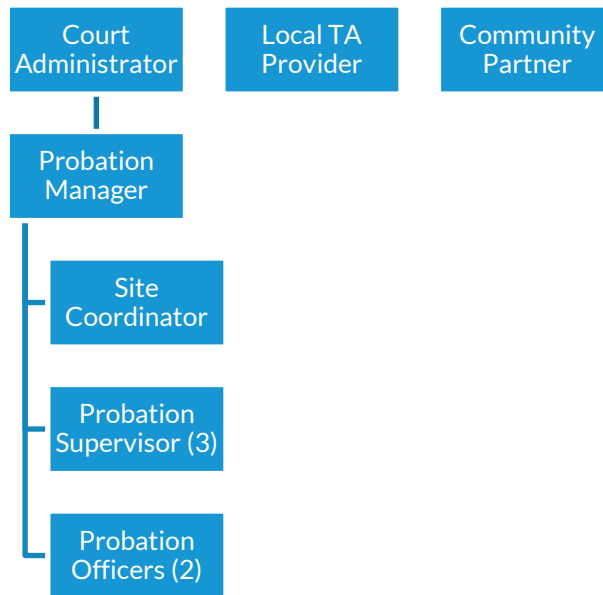 Court
Administrator
Local TA
Provider
Community
Partner
Probation
Manager
Site
Coordinator
Probation
Supervisor (3)
Probation
Officers (2)